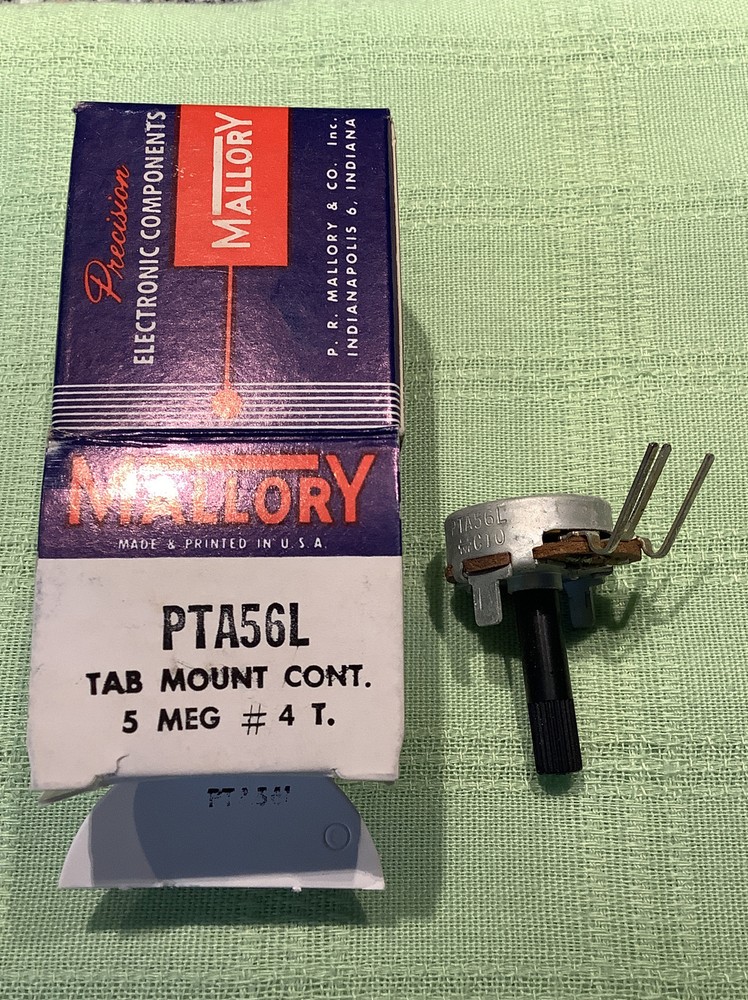 Precision
ELECTRONIC COMPONENTS
MALLORY
P. R. MALLORY & CO. Inc.
INDIANAPOLIS 6, INDIANA
MALLORY
MADE & PRINTED IN U.S.A.
PTA56L
TAB MOUNT CONT.
5 MEG # 4 T.
PTA56L